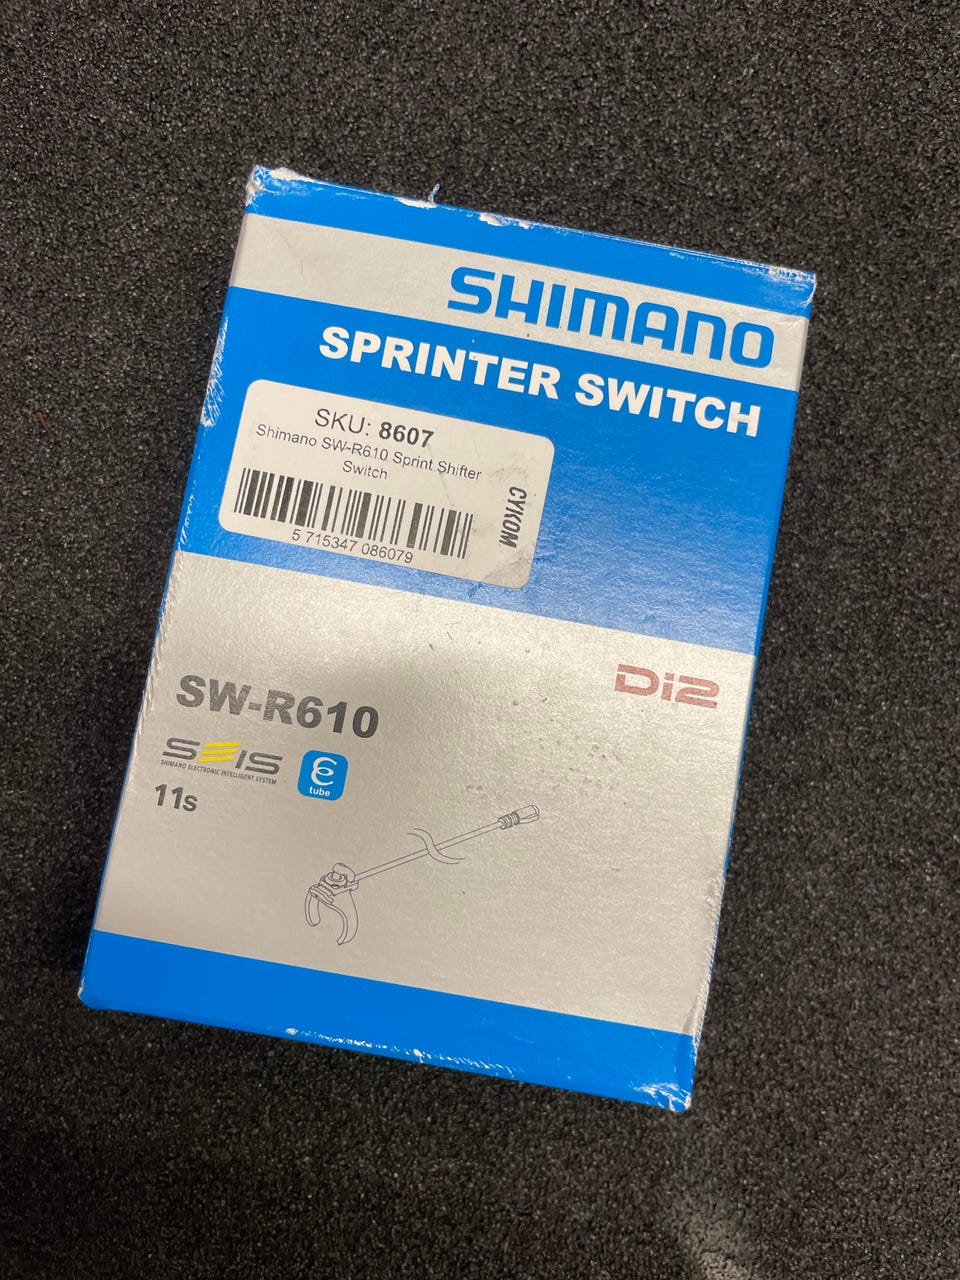 SHIMANO
SPRINTER SWITCH
SKU: 8607
Shimano SW-R610 Sprint Shifter
Switch
CYKOM
5 715347 086079
Di2
SW-R610
SEIS
SHIMANO ELECTRONIC INTELLIGENT SYSTEM
E
tube
11s